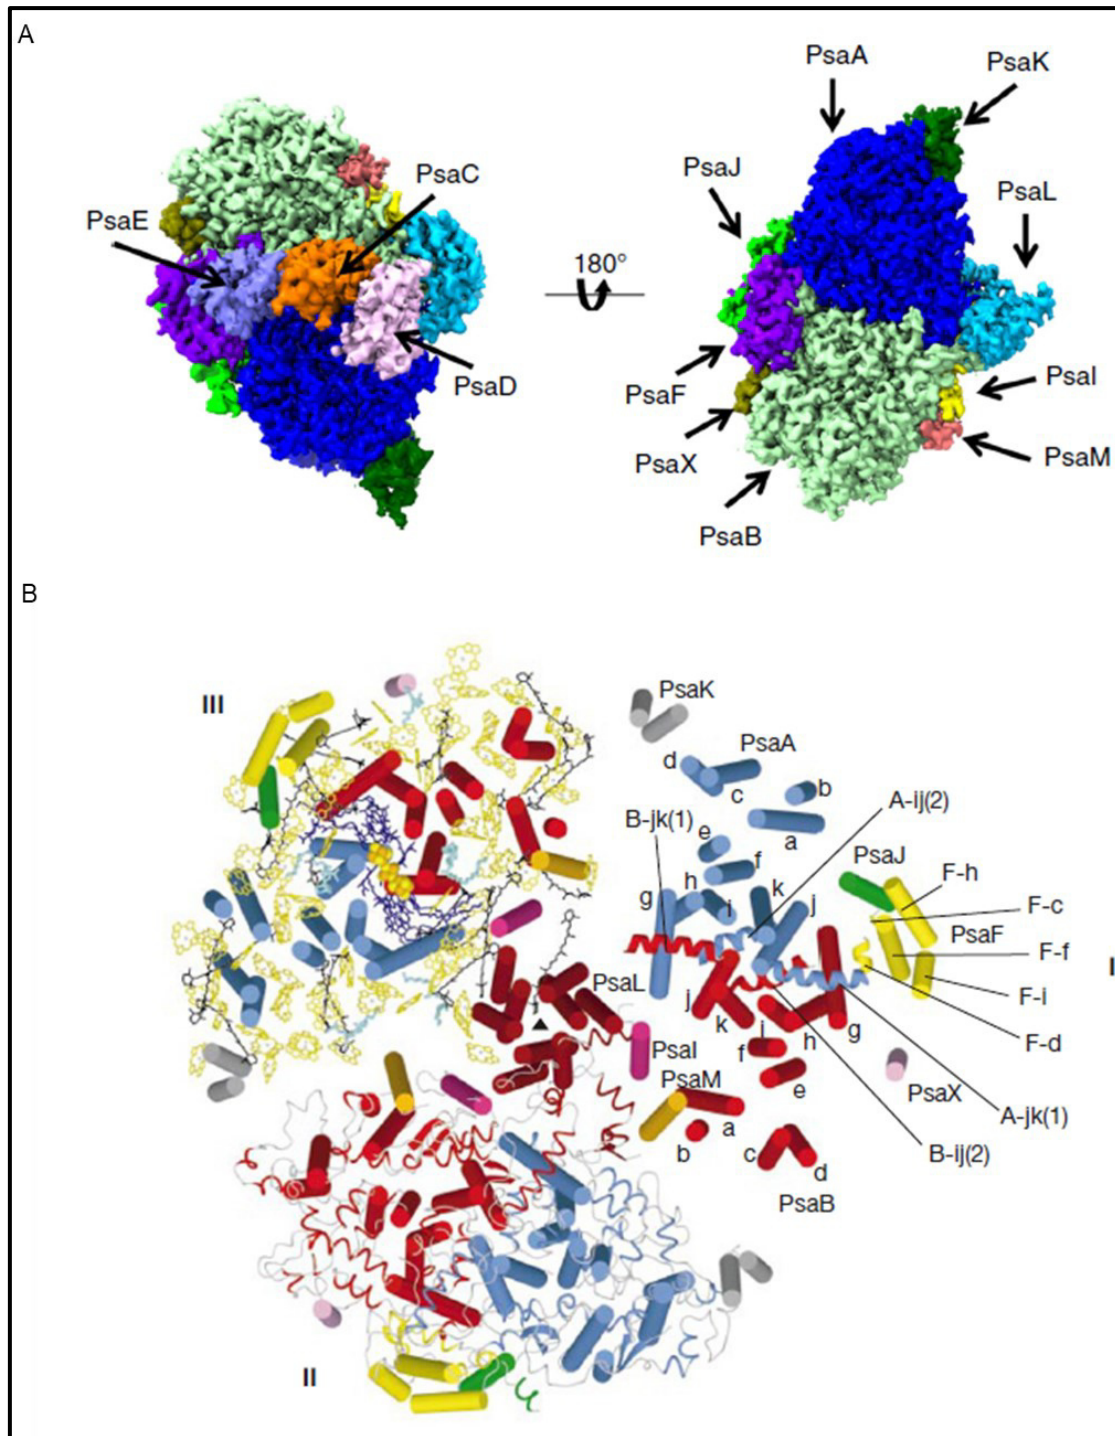 A
PsaA
PsaK
PsaC
PsaJ
PsaL
PsaE
180°
PsaD
PsaF
PsaI
PsaX
PsaM
PsaB
B
III
PsaK
d
PsaA
c
b
A-ij(2)
B-jk(1)
a
e
PsaJ
f
F-h
g
h
i
k
j
F-c
PsaF
F-f
I
PsaL
F-i
j
k
i
h
g
F-d
PsaI
f
PsaM
e
PsaX
a
A-jk(1)
b
c
d
B-ij(2)
PsaB
II